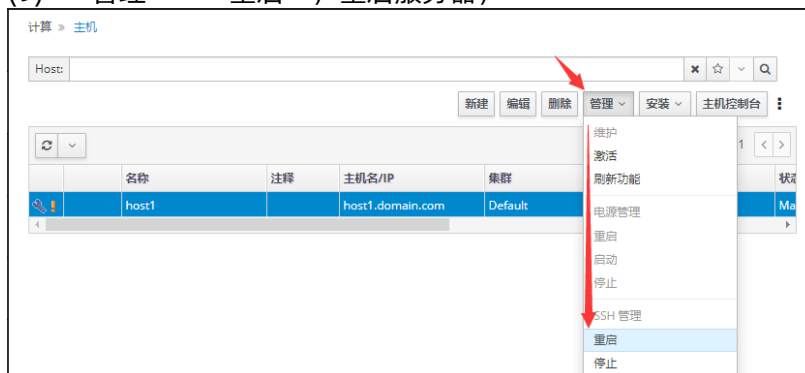 计算 » 主机
Host:
新建 编辑 删除 管理 安装 主机控制台
维护
激活
刷新功能
电源管理
重启
启动
停止
SSH 管理
重启
停止
1
名称 注释 主机名/IP 集群 状态
host1 host1.domain.com Default Ma